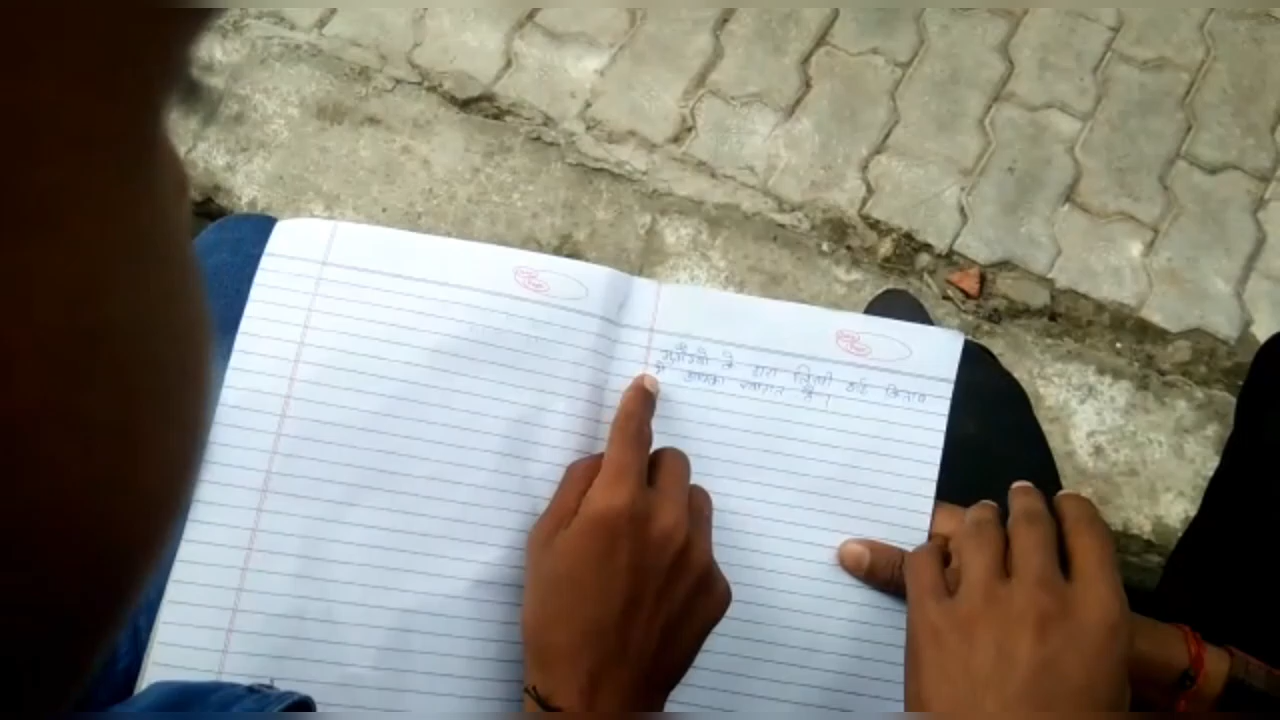 के द्वारा लिखी गई किताब
में आपका स्वागत है।